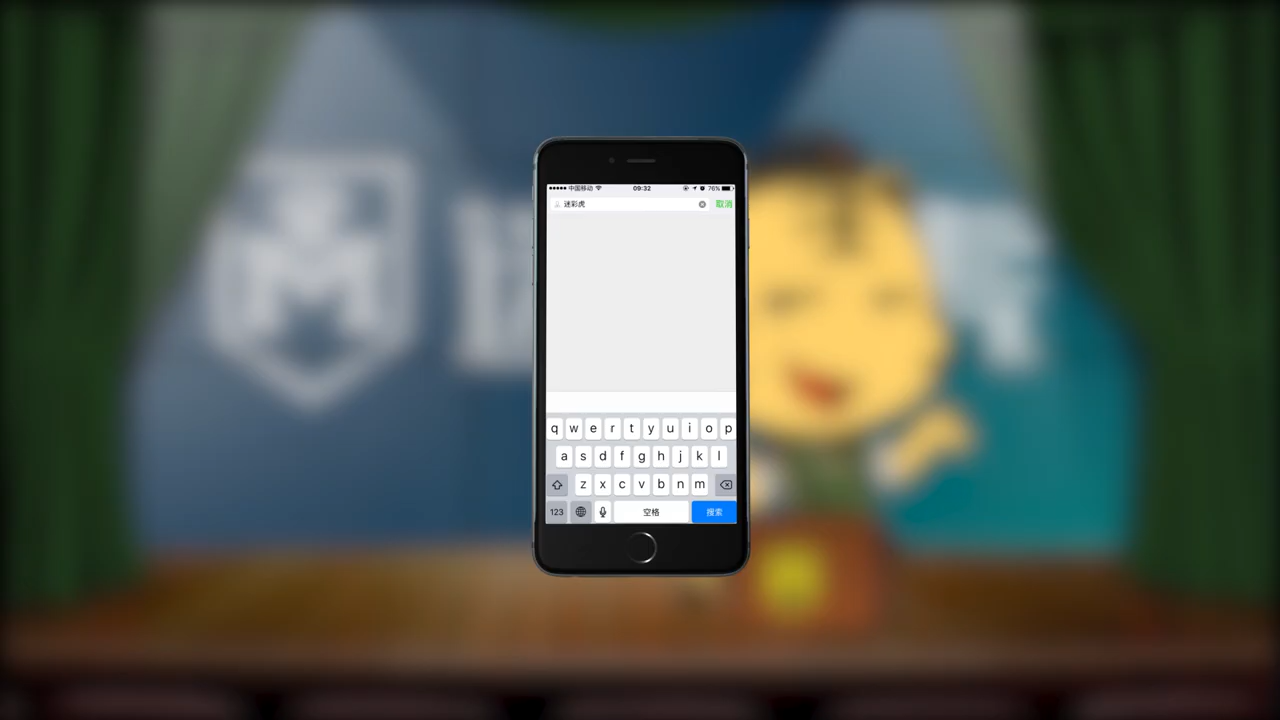 中国移动 09:32 76%
迷彩虎 取消
q w e r t y u i o p
a s d f g h j k l
z x c v b n m
123 空格 搜索